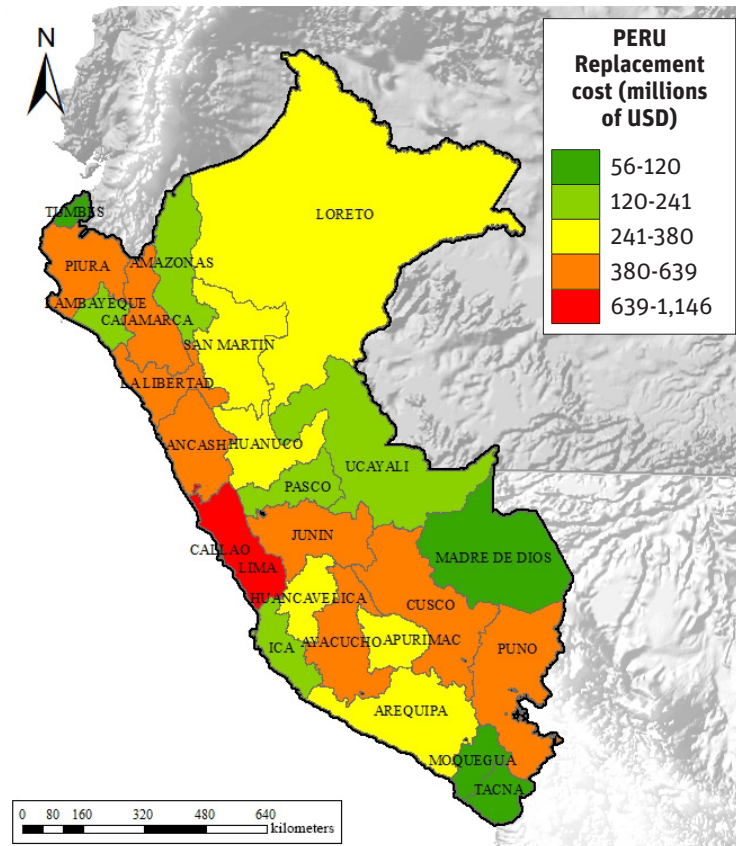 N
PERU
Replacement
cost (millions
of USD)
56-120
120-241
241-380
380-639
639-1,146
TUMBES
LORETO
PIURA
AMAZONAS
LAMBAYEQUE
CAJAMARCA
SAN MARTIN
LA LIBERTAD
ANCASH
HUANUCO
UCAYALI
PASCO
JUNIN
CALLAO
MADRE DE DIOS
LIMA
HUANCAVELICA
CUSCO
AYACUCHO
APURIMAC
ICA
PUNO
AREQUIPA
MOQUEGUA
TACNA
0 80 160 320 480 640
kilometers